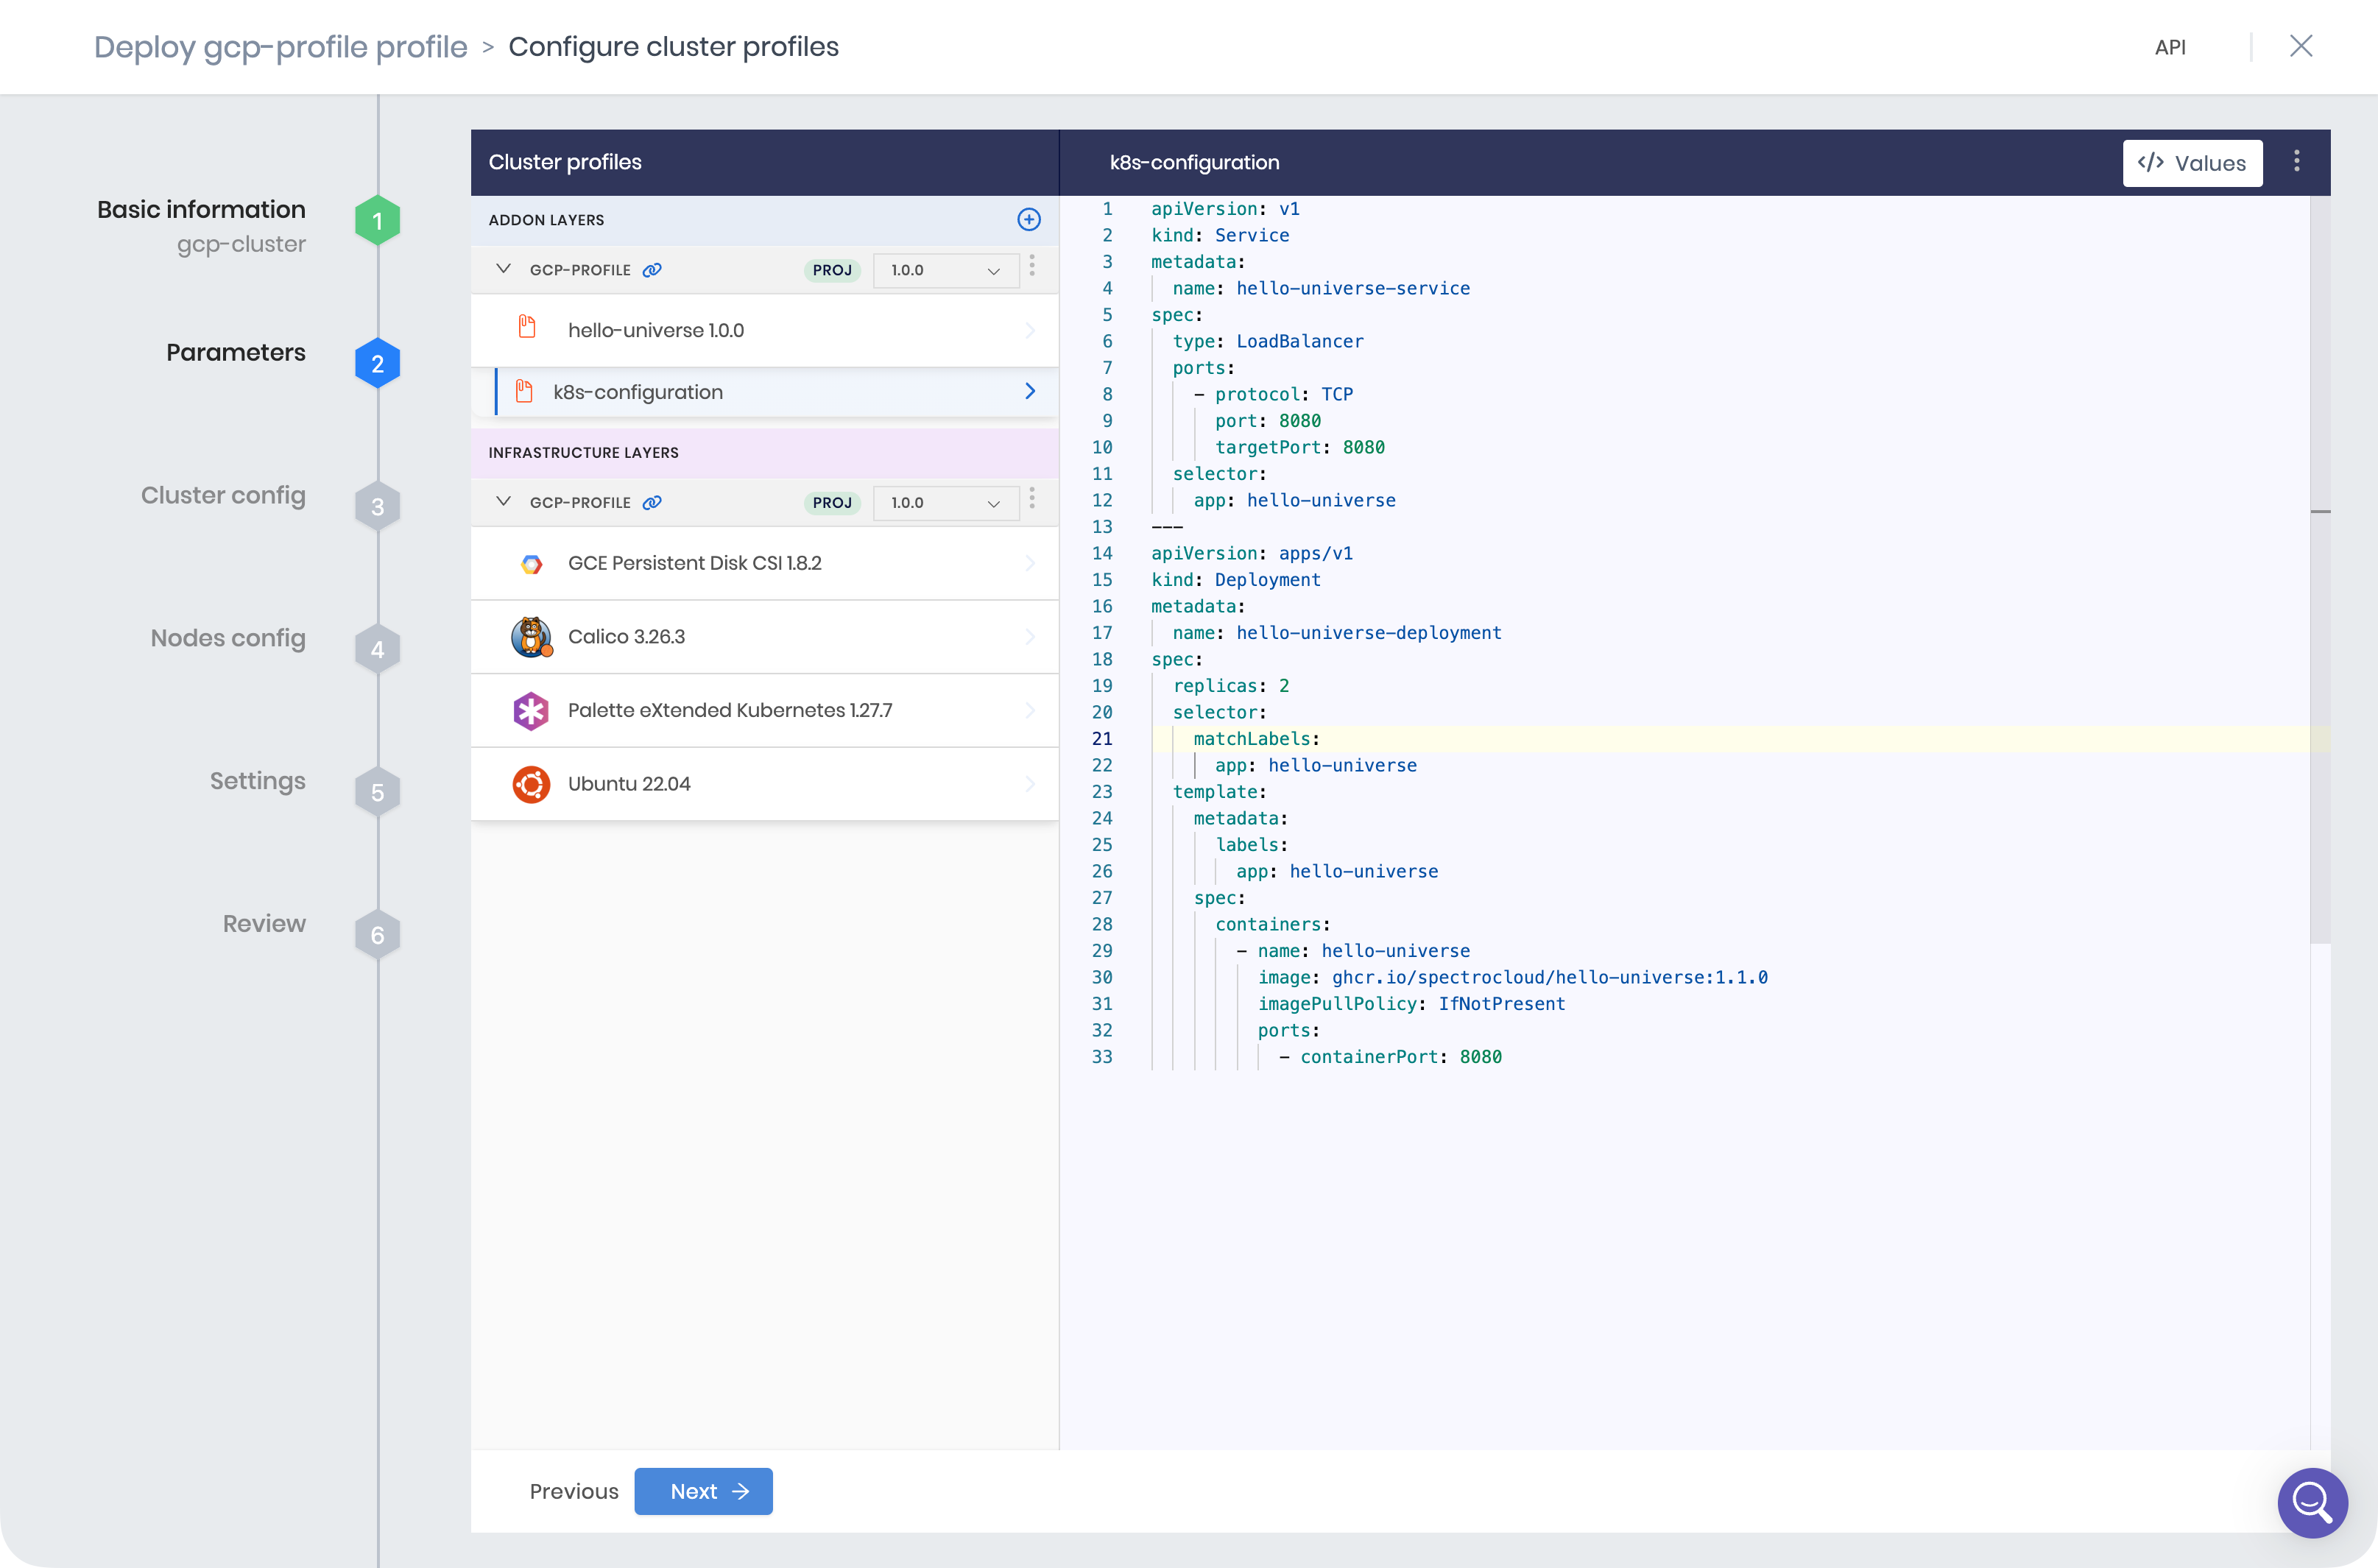 Deploy gcp-profile profile > Configure cluster profiles
API
Basic information
gcp-cluster
1
Parameters
2
Cluster config
3
Nodes config
4
Settings
5
Review
6
Cluster profiles
ADDON LAYERS
GCP-PROFILE PROJ 1.0.0
hello-universe 1.0.0
k8s-configuration
INFRASTRUCTURE LAYERS
GCP-PROFILE PROJ 1.0.0
GCE Persistent Disk CSI 1.8.2
Calico 3.26.3
Palette eXtended Kubernetes 1.27.7
Ubuntu 22.04
k8s-configuration
</> Values
1 apiVersion: v1
2 kind: Service
3 metadata:
4 name: hello-universe-service
5 spec:
6 type: LoadBalancer
7 ports:
8 - protocol: TCP
9 port: 8080
10 targetPort: 8080
11 selector:
12 app: hello-universe
13 ---
14 apiVersion: apps/v1
15 kind: Deployment
16 metadata:
17 name: hello-universe-deployment
18 spec:
19 replicas: 2
20 selector:
21 matchLabels:
22 app: hello-universe
23 template:
24 metadata:
25 labels:
26 app: hello-universe
27 spec:
28 containers:
29 - name: hello-universe
30 image: ghcr.io/spectrocloud/hello-universe:1.1.0
31 imagePullPolicy: IfNotPresent
32 ports:
33 - containerPort: 8080
Previous
Next